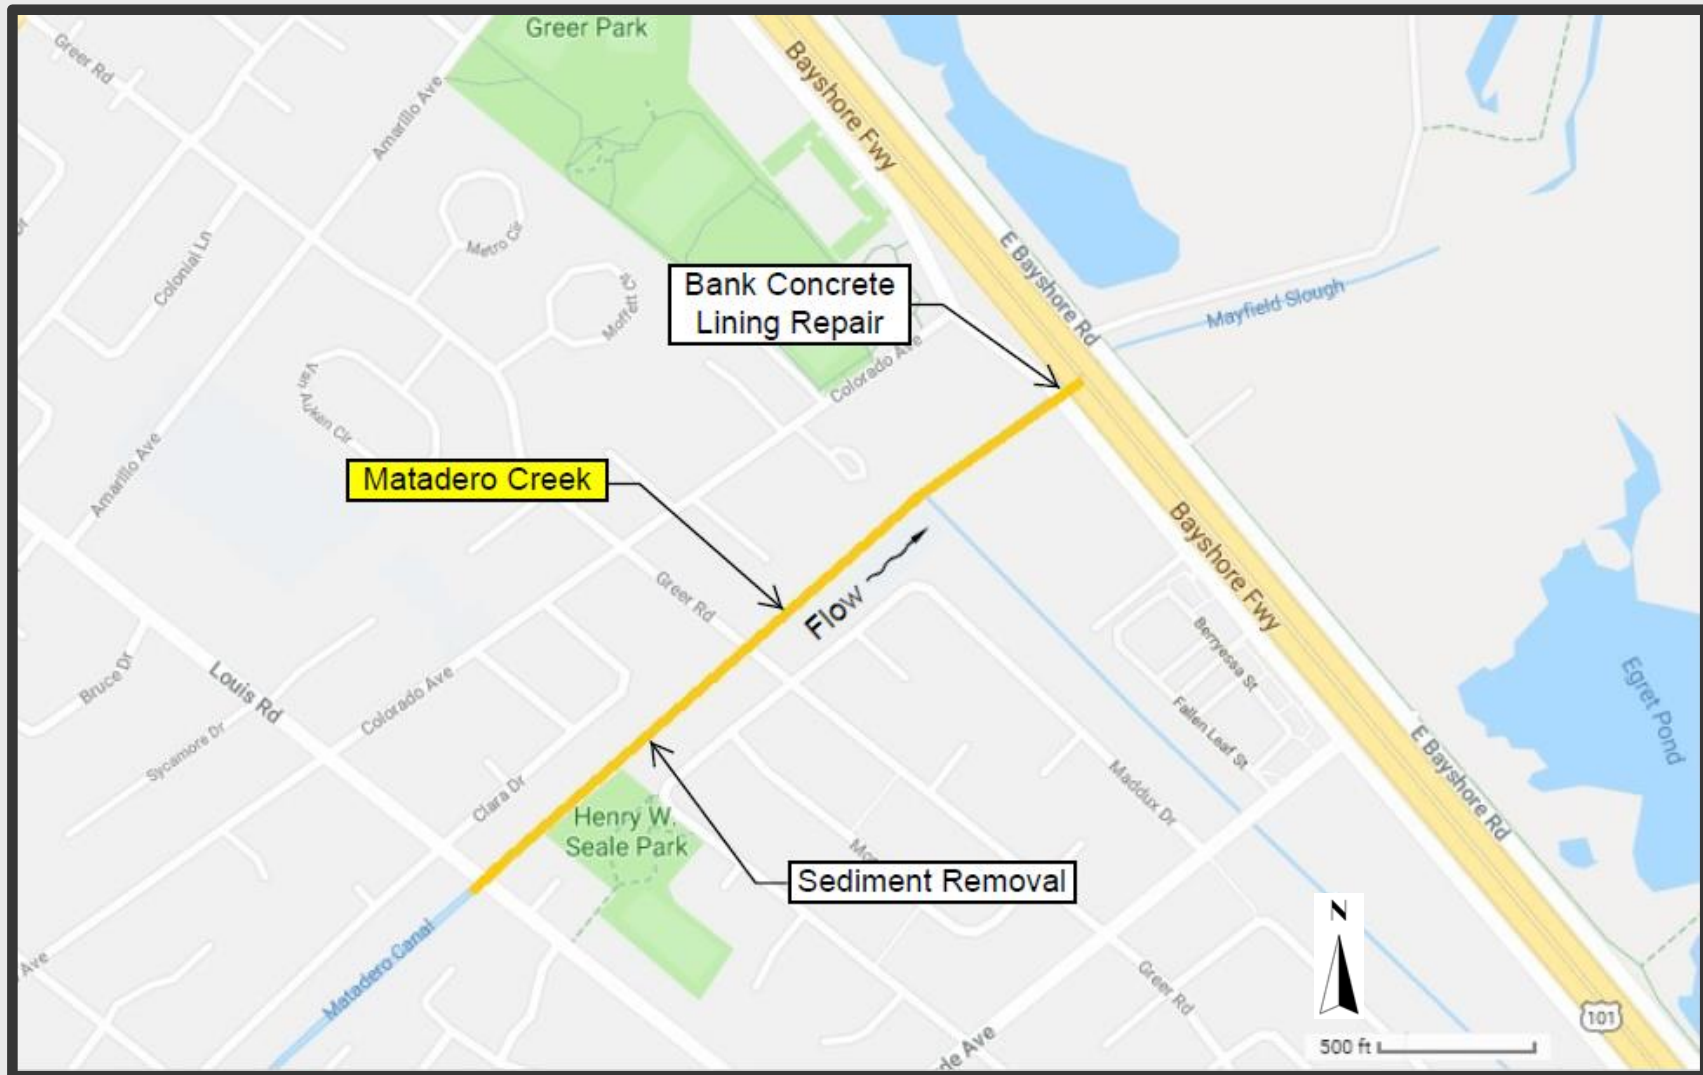 Greer Park
Greer Rd
Amarillo Ave
Bayshore Fwy
Colonial Ln
Metro Cir
Moffett Cir
E Bayshore Rd
Bank Concrete
Lining Repair
Mayfield Slough
Colorado Ave
Van Auken Cir
Amarillo Ave
Matadero Creek
Flow
Greer Rd
Bayshore Fwy
Berryessa St
Fallen Leaf St
Bruce Dr
Louis Rd
Colorado Ave
Sycamore Dr
Clara Dr
Henry W.
Seale Park
Maddux Dr
E Bayshore Rd
Egret Pond
Sediment Removal
Matadero Canal
Ave
Greer Rd
Ave
N
101
500 ft